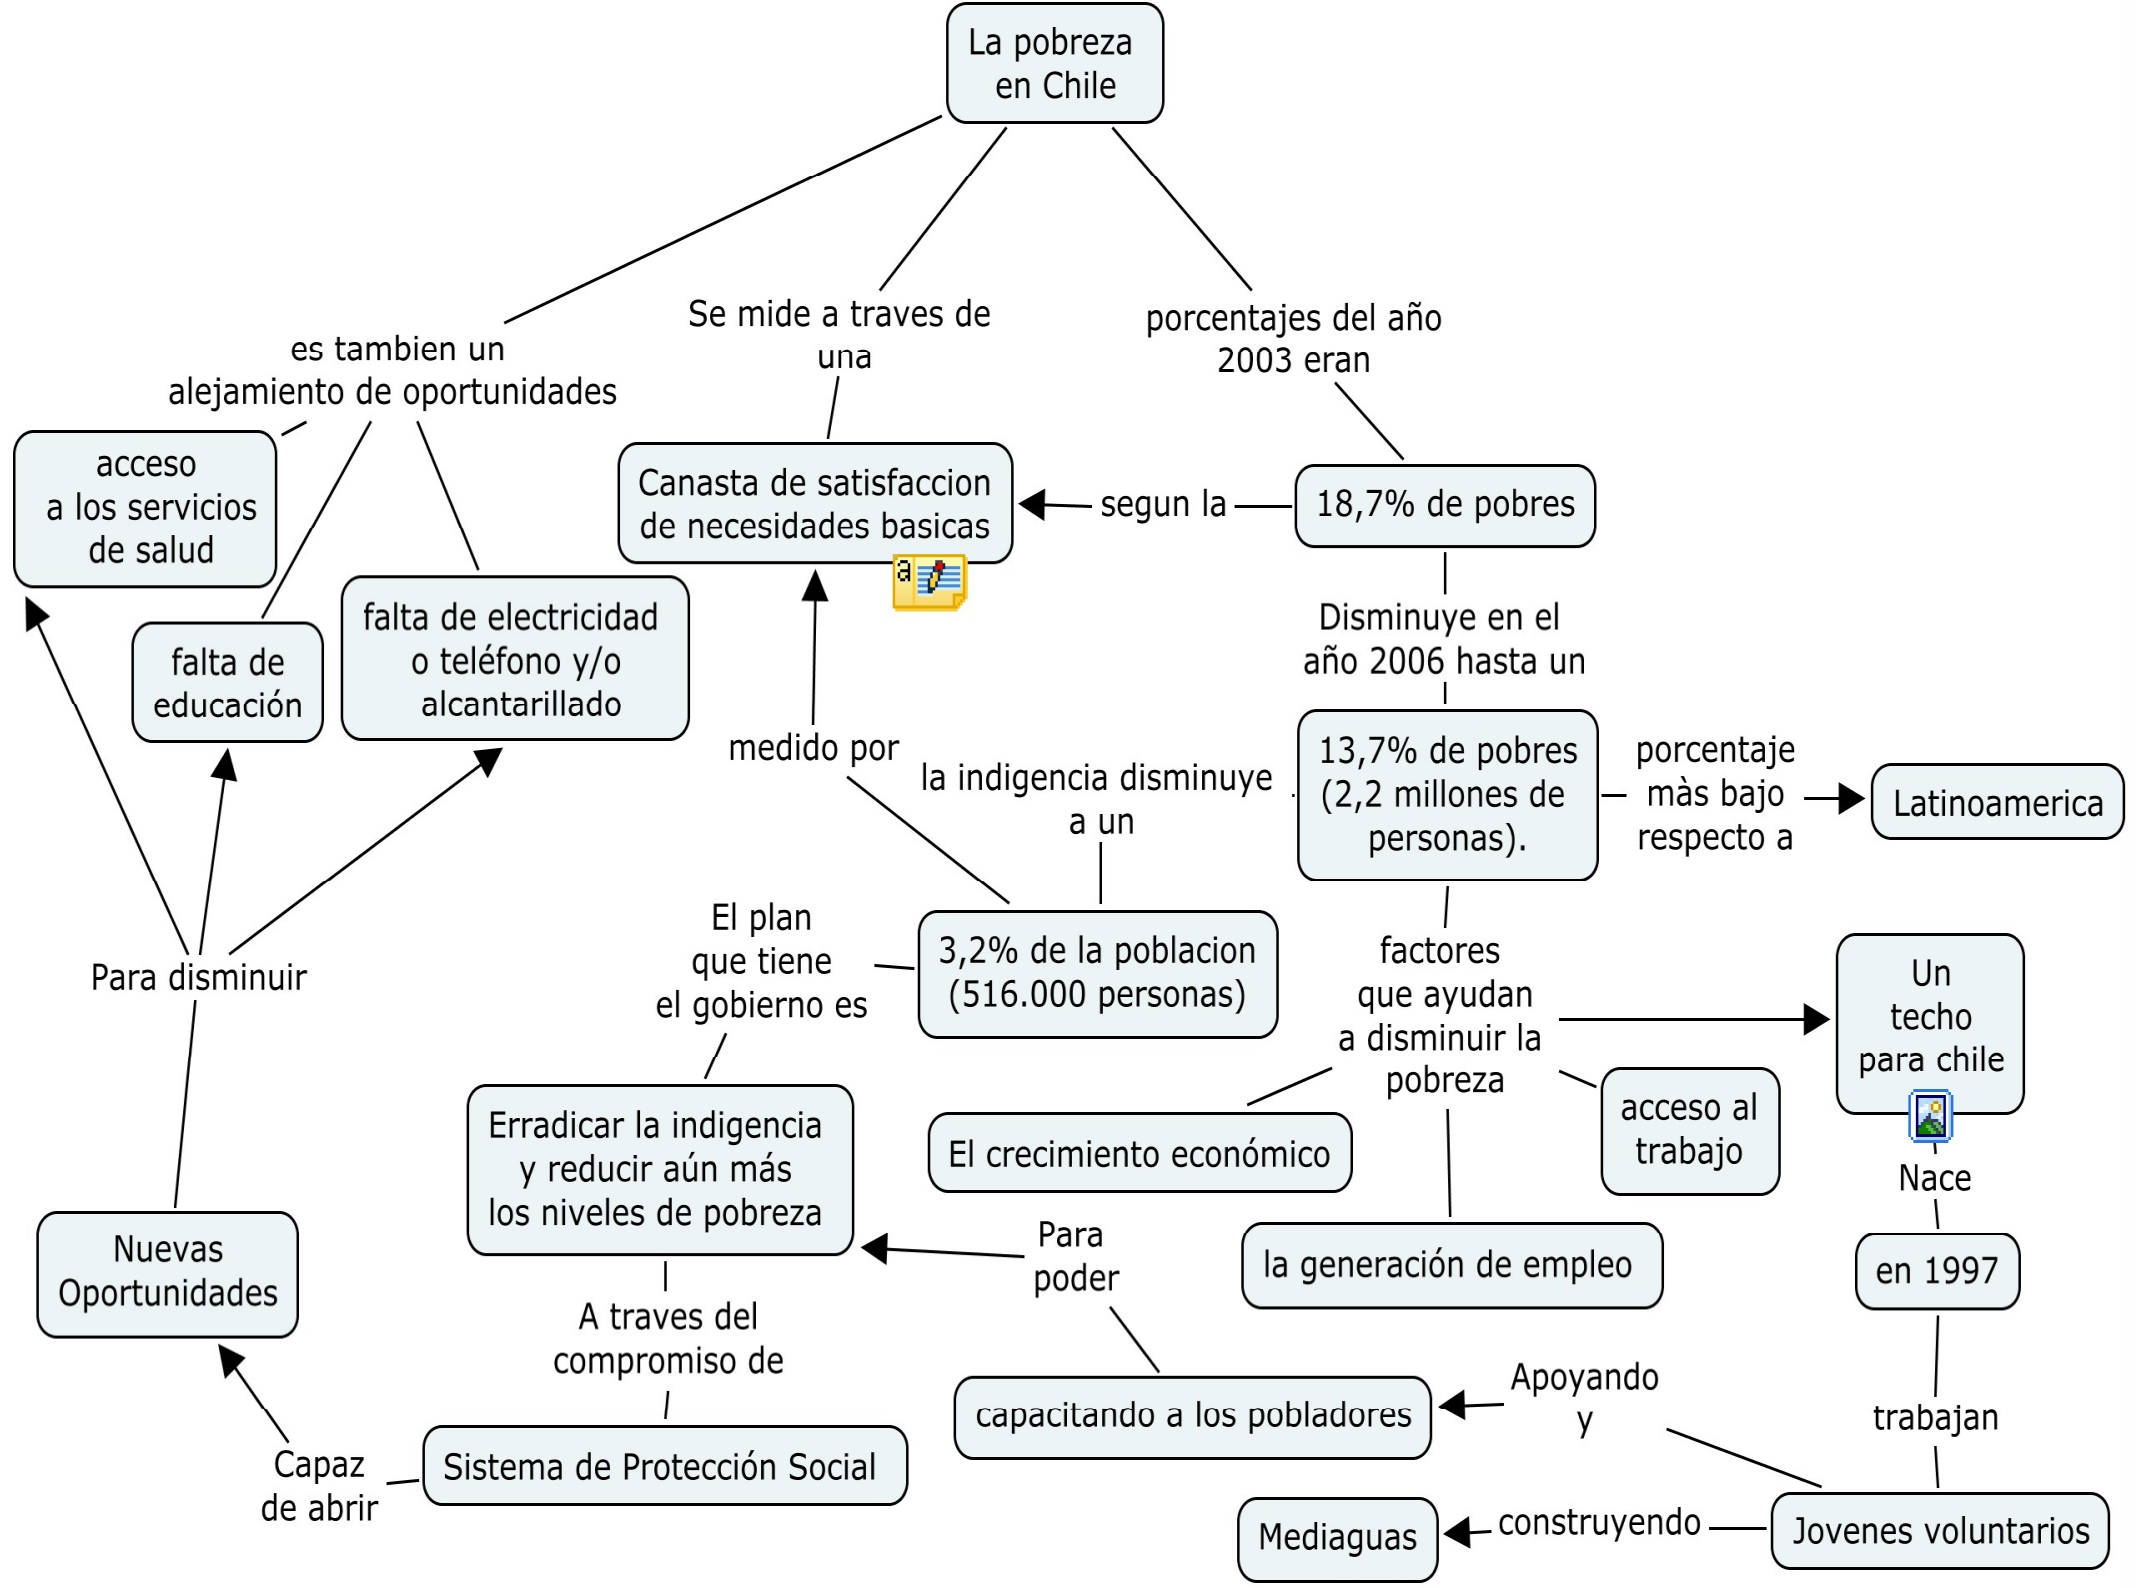 La pobreza
en Chile
es tambien un
alejamiento de oportunidades
Se mide a traves de
una
porcentajes del año
2003 eran
acceso
a los servicios
de salud
falta de
educación
falta de electricidad
o teléfono y/o
alcantarillado
Canasta de satisfaccion
de necesidades basicas
a
segun la
18,7% de pobres
Disminuye en el
año 2006 hasta un
13,7% de pobres
(2,2 millones de
personas).
porcentaje
màs bajo
respecto a
Latinoamerica
medido por
la indigencia disminuye
a un
3,2% de la poblacion
(516.000 personas)
El plan
que tiene
el gobierno es
Para disminuir
factores
que ayudan
a disminuir la
pobreza
Un
techo
para chile
Erradicar la indigencia
y reducir aún más
los niveles de pobreza
El crecimiento económico
acceso al
trabajo
Nace
Nuevas
Oportunidades
Para
poder
la generación de empleo
en 1997
A traves del
compromiso de
capacitando a los pobladores
Apoyando
y
trabajan
Capaz
de abrir
Sistema de Protección Social
Mediaguas
construyendo
Jovenes voluntarios